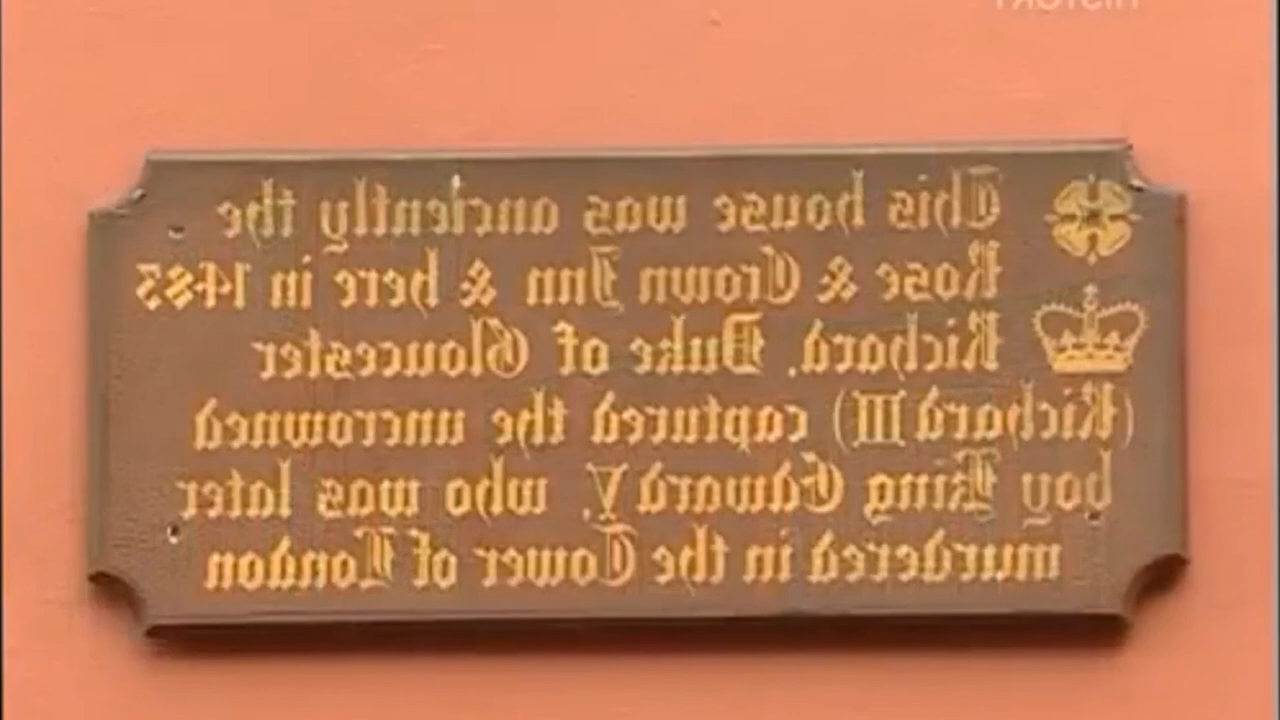 HISTORY
This house was anciently the
Rose & Crown Inn & here in 1483
Richard, Duke of Gloucester
(Richard III) captured the uncrowned
boy King Edward V, who was later
murdered in the Tower of London